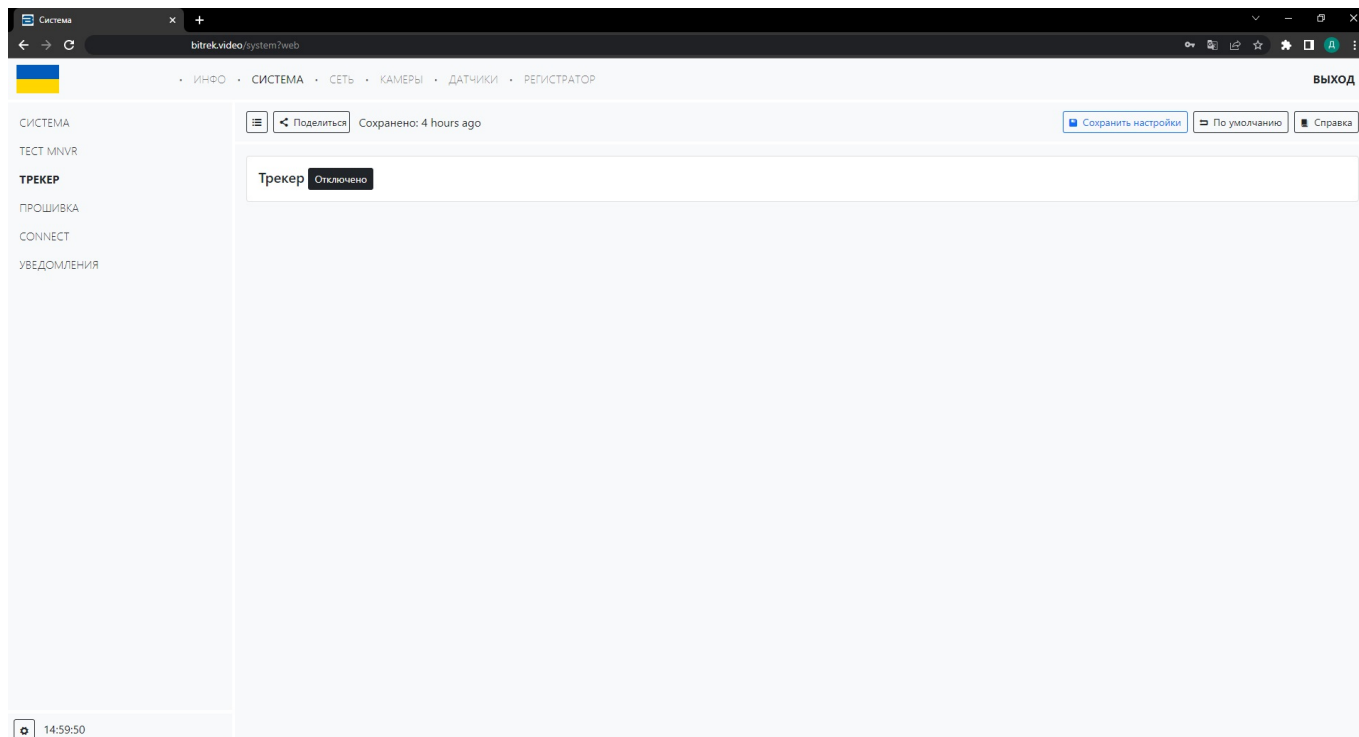 Система
bitrek.video/system?web
Д
• ИНФО • СИСТЕМА • СЕТЬ • КАМЕРЫ • ДАТЧИКИ • РЕГИСТРАТОР
ВЫХОД
СИСТЕМА
ТЕСТ MNVR
ТРЕКЕР
ПРОШИВКА
CONNECT
УВЕДОМЛЕНИЯ
Поделиться Сохранено: 4 hours ago
Сохранить настройки По умолчанию Справка
Трекер Отключено
14:59:50